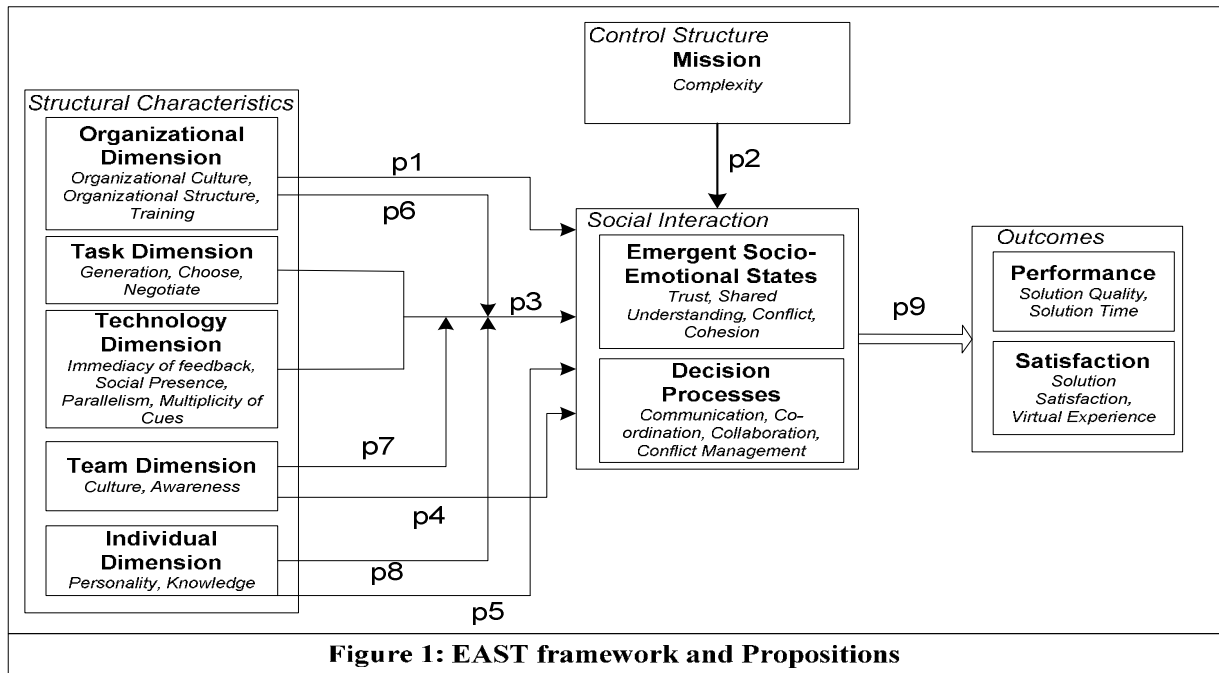 Control Structure
Mission
Complexity
Structural Characteristics
Organizational
Dimension
Organizational Culture,
Organizational Structure,
Training
Task Dimension
Generation, Choose,
Negotiate
Technology
Dimension
Immediacy of feedback,
Social Presence,
Parallelism, Multiplicity of
Cues
Team Dimension
Culture, Awareness
Individual
Dimension
Personality, Knowledge
p1
p6
p2
p3
p7
p4
p8
p5
Social Interaction
Emergent Socio-
Emotional States
Trust, Shared
Understanding, Conflict,
Cohesion
Decision
Processes
Communication, Co-
ordination, Collaboration,
Conflict Management
p9
Outcomes
Performance
Solution Quality,
Solution Time
Satisfaction
Solution
Satisfaction,
Virtual Experience
Figure 1: EAST framework and Propositions